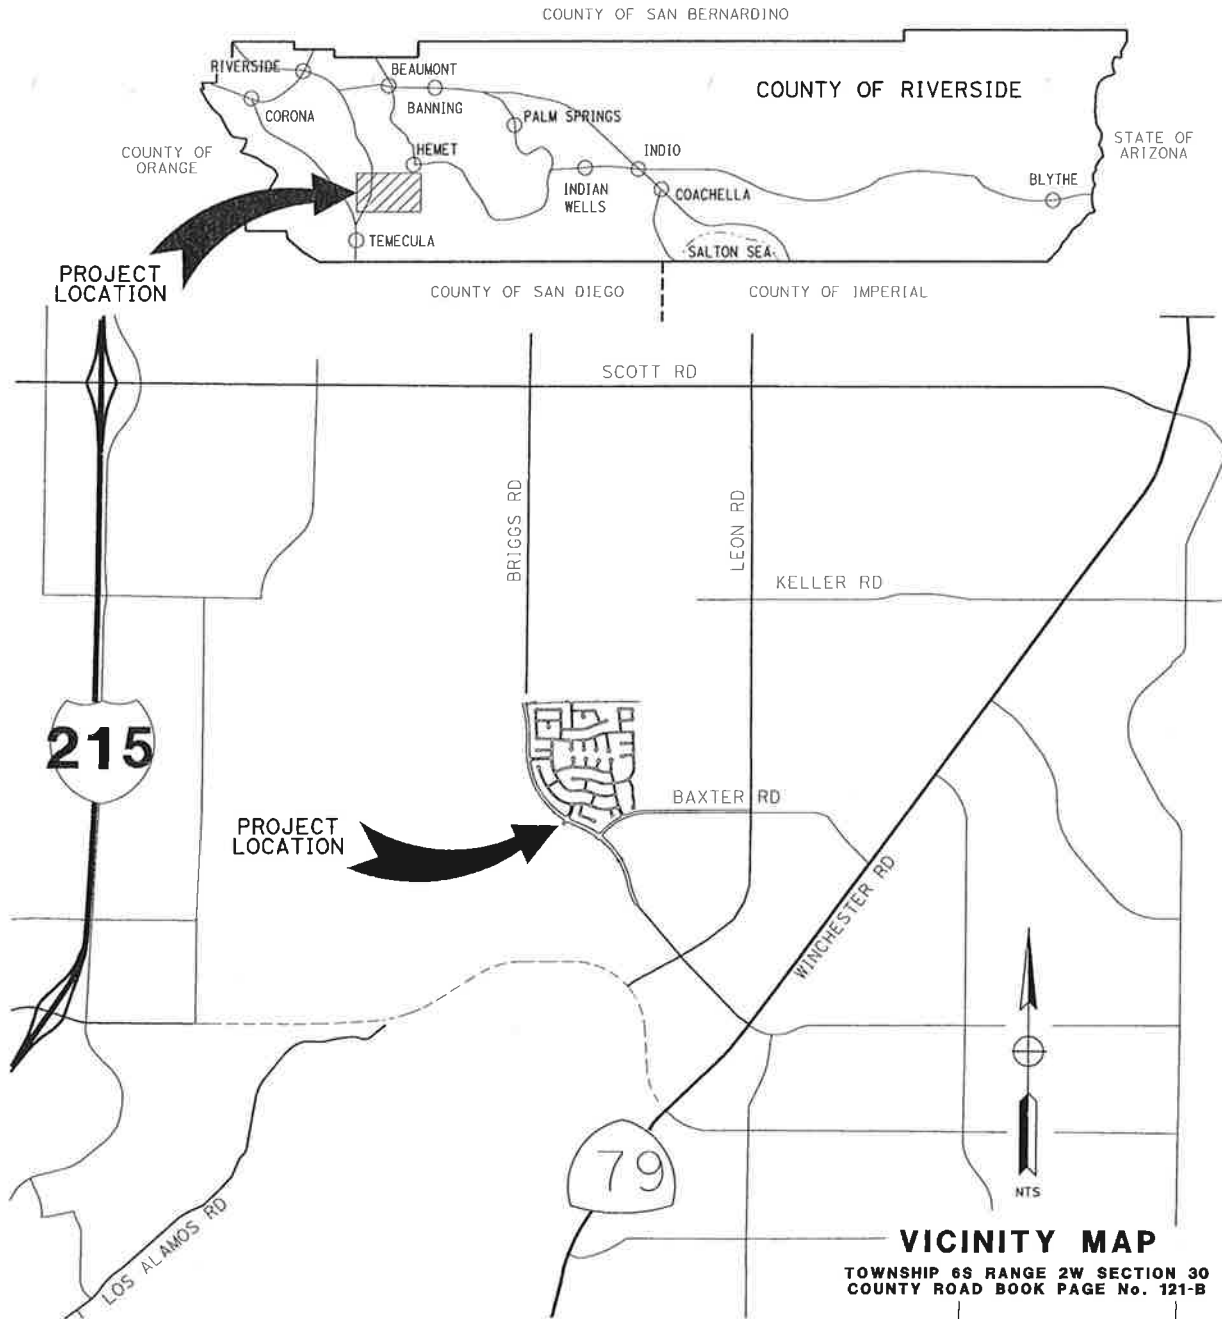 COUNTY OF SAN BERNARDINO
RIVERSIDE
BEAUMONT
COUNTY OF RIVERSIDE
CORONA
BANNING
PALM SPRINGS
COUNTY OF
ORANGE
HEMET
INDIO
STATE OF
ARIZONA
INDIAN
WELLS
COACHELLA
BLYTHE
TEMECULA
SALTON SEA
PROJECT
LOCATION
COUNTY OF SAN DIEGO
COUNTY OF IMPERIAL
SCOTT RD
BRIGGS RD
LEON RD
KELLER RD
215
BAXTER RD
PROJECT
LOCATION
WINCHESTER RD
79
NTS
LOS ALAMOS RD
VICINITY MAP
TOWNSHIP 6S RANGE 2W SECTION 30
COUNTY ROAD BOOK PAGE No. 121-B